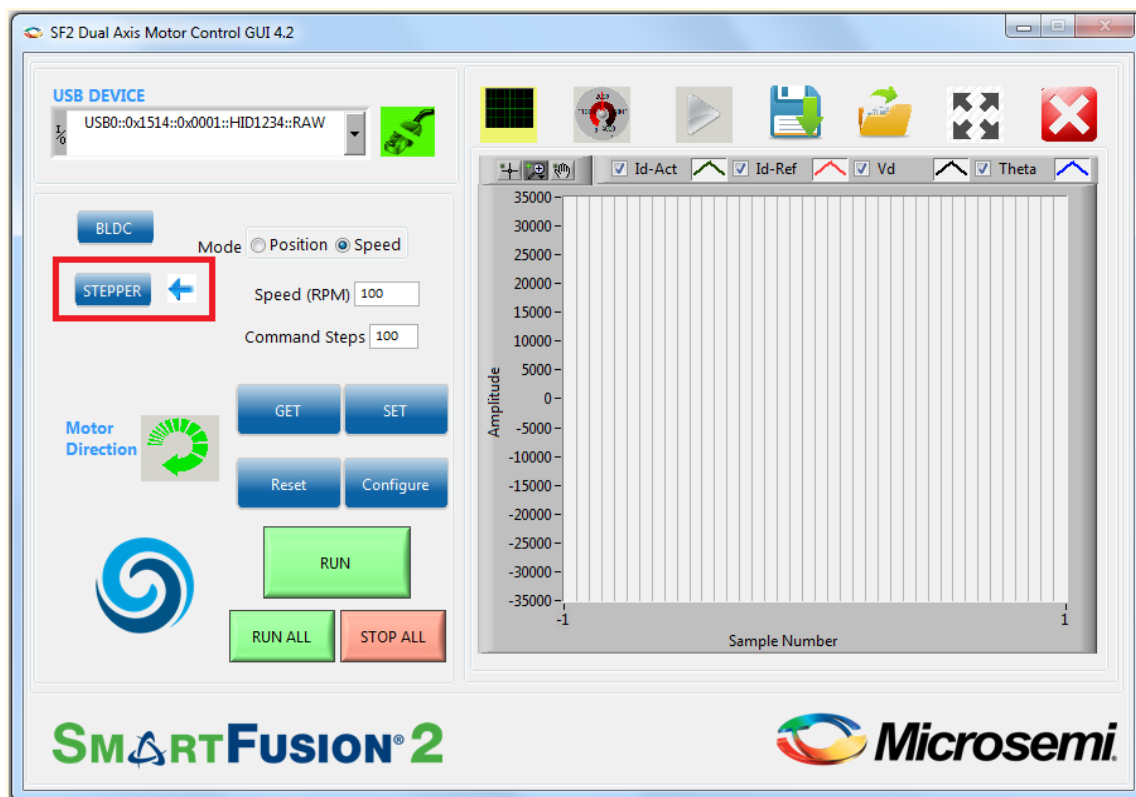 SF2 Dual Axis Motor Control GUI 4.2
USB DEVICE
I/O
USB0::0x1514::0x0001::HID1234::RAW
BLDC
Mode Position Speed
STEPPER
Speed (RPM) 100
Command Steps 100
GET
SET
Motor
Direction
Reset
Configure
RUN
RUN ALL
STOP ALL
Id-Act Id-Ref Vd Theta
35000
30000
25000
20000
15000
10000
5000
0
-5000
-10000
-15000
-20000
-25000
-30000
-35000
Amplitude
-1
1
Sample Number
SMARTFUSION®2
Microsemi.